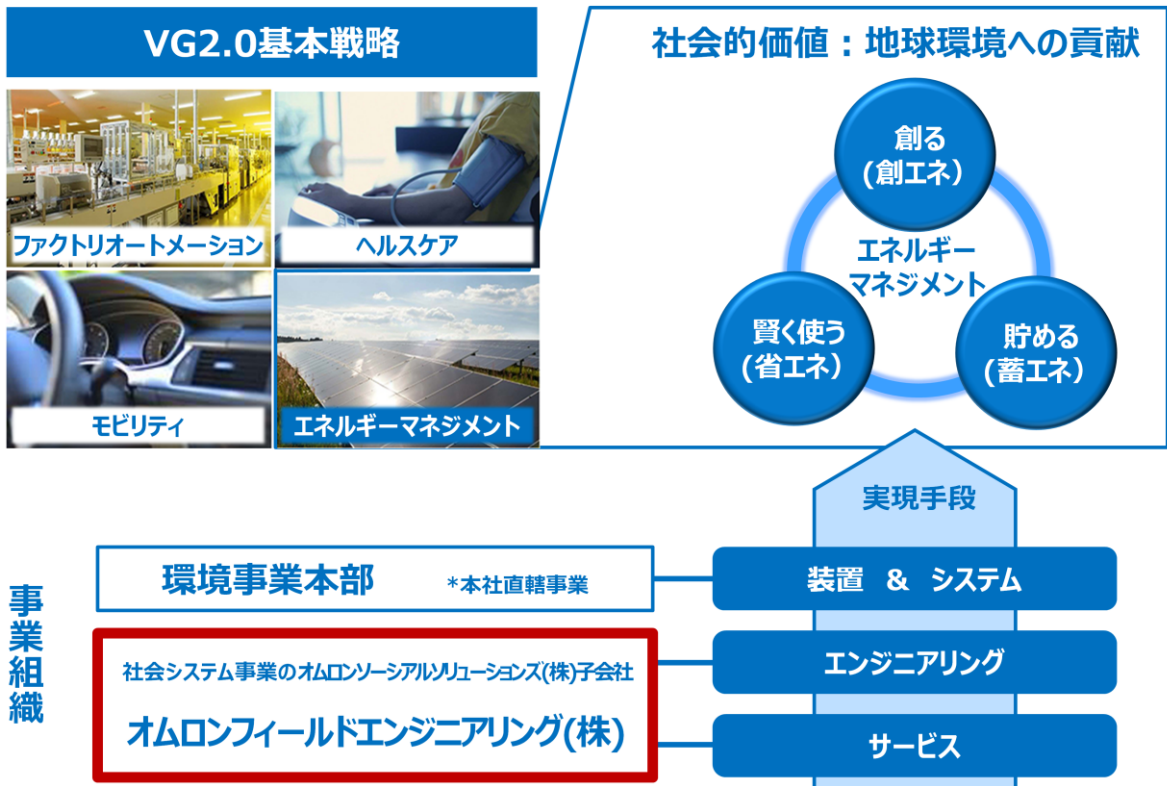 VG2.0基本戦略
ファクトリオートメーション
ヘルスケア
モビリティ
エネルギーマネジメント
社会的価値：地球環境への貢献
創る
(創エネ)
エネルギー
マネジメント
賢く使う
(省エネ)
貯める
(蓄エネ)
実現手段
事業組織
環境事業本部 *本社直轄事業
装置 & システム
社会システム事業のオムロンソーシアルソリューションズ(株)子会社
オムロンフィールドエンジニアリング(株)
エンジニアリング
サービス